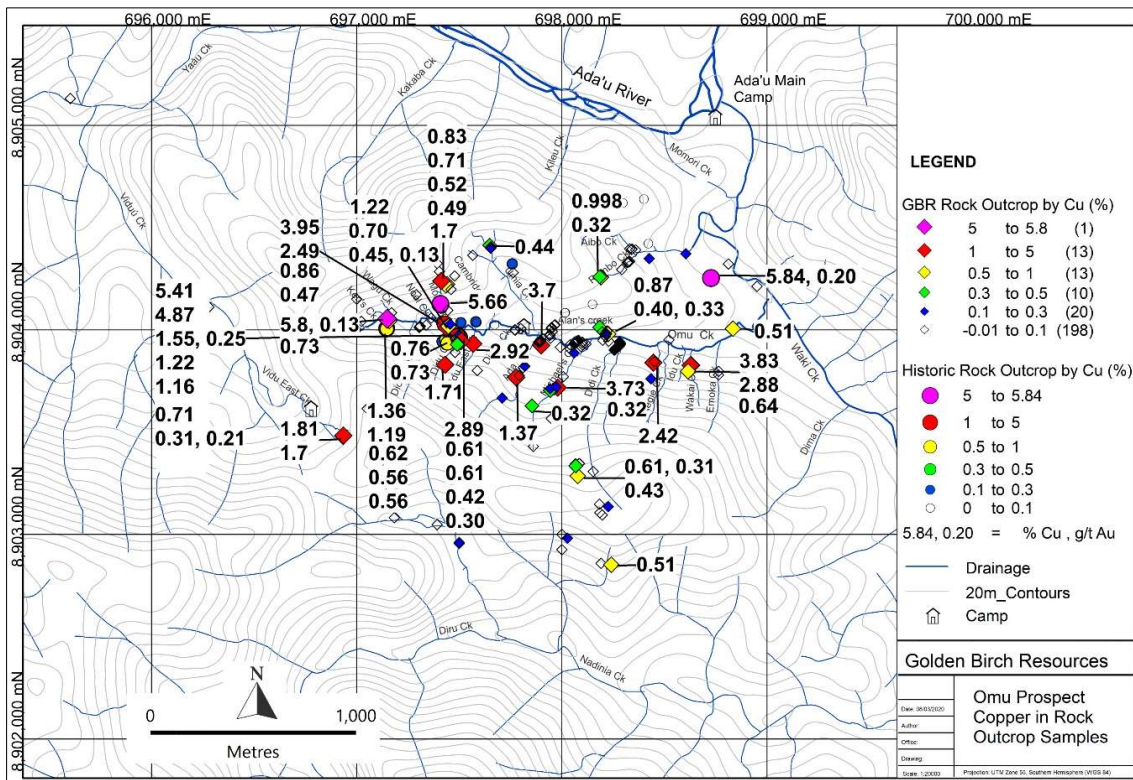 696,000 mE
697,000 mE
698,000 mE
699,000 mE
700,000 mE
8,905,000 mN
8,904,000 mN
8,903,000 mN
8,902,000 mN
Yaau Ck
Kakaba Ck
Ada'u River
Ada'u Main
Camp
Kileu Ck
Momori Ck
Aibo Ck
Alan's creek
Omu Ck
Waki Ck
Dima Ck
Didi Ck
Wakai
Emoka Ck
Vidu East Ck
Diru Ck
Nadinia Ck
0.83
0.71
0.52
0.49
1.7
1.22
0.70
0.45, 0.13
3.95
2.49
0.86
0.47
5.41
4.87
1.55, 0.25
1.22
1.16
0.71
0.31, 0.21
5.8, 0.13
0.73
5.66
0.44
0.998
0.32
3.7
0.87
0.40, 0.33
5.84, 0.20
0.51
0.76
0.73
1.71
2.92
1.37
0.32
3.73
0.32
2.42
3.83
2.88
0.64
1.81
1.7
1.36
1.19
0.62
0.56
0.56
2.89
0.61
0.61
0.42
0.30
0.61, 0.31
0.43
0.51
N
0 1,000
Metres
LEGEND
GBR Rock Outcrop by Cu (%)
5 to 5.8 (1)
1 to 5 (13)
0.5 to 1 (13)
0.3 to 0.5 (10)
0.1 to 0.3 (20)
-0.01 to 0.1 (198)
Historic Rock Outcrop by Cu (%)
5 to 5.84
1 to 5
0.5 to 1
0.3 to 0.5
0.1 to 0.3
0 to 0.1
5.84, 0.20 = % Cu , g/t Au
Drainage
20m_Contours
Camp
Golden Birch Resources
Omu Prospect
Copper in Rock
Outcrop Samples
Date:
Author:
Office:
Drawing:
Scale: 1:20000
Projection: UTM Zone 55, Southern Hemisphere (WGS 84)